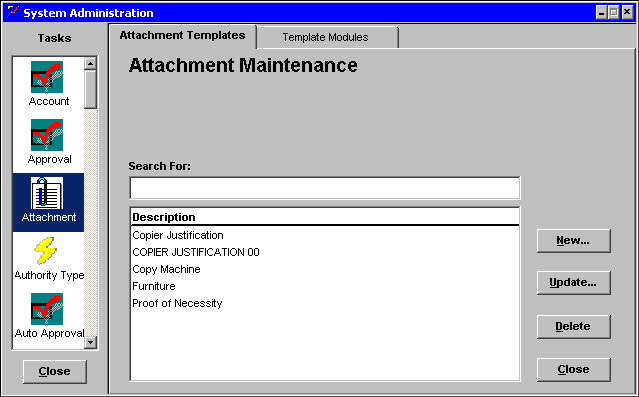 System Administration
Tasks
Account
Approval
Attachment
Authority Type
Auto Approval
Close
Attachment Templates
Template Modules
Attachment Maintenance
Search For:
Description
Copier Justification
COPIER JUSTIFICATION 00
Copy Machine
Furniture
Proof of Necessity
New...
Update...
Delete
Close